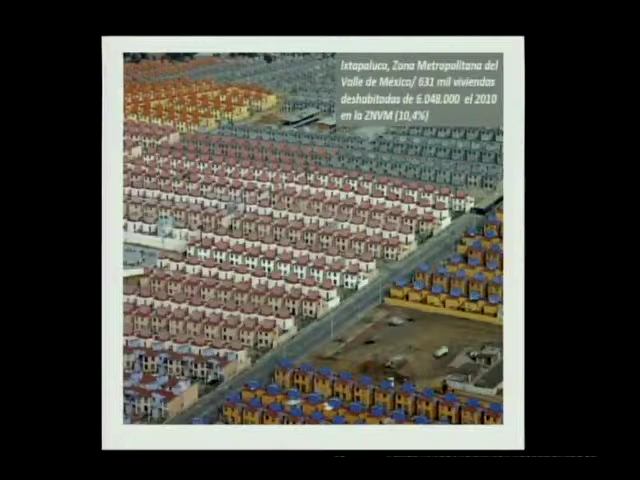 Ixtapaluca, Zona Metropolitana del
Valle de México/ 631 mil viviendas
deshabitadas de 6.048.000 el 2010
en la ZNVM (10,4%)